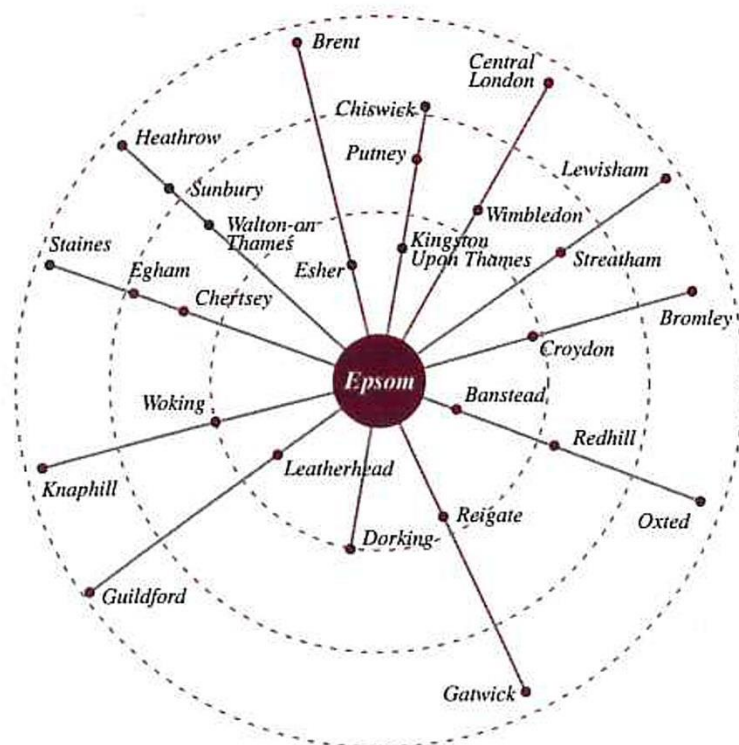 Brent
Central
London
Chiswick
Heathrow
Putney
Lewisham
Sunbury
Walton-on
Thames
Wimbledon
Staines
Kingston
Upon Thames
Streatham
Egham
Esher
Chertsey
Bromley
Croydon
Epsom
Banstead
Woking
Redhill
Leatherhead
Knaphill
Reigate
Oxted
Dorking
Guildford
Gatwick